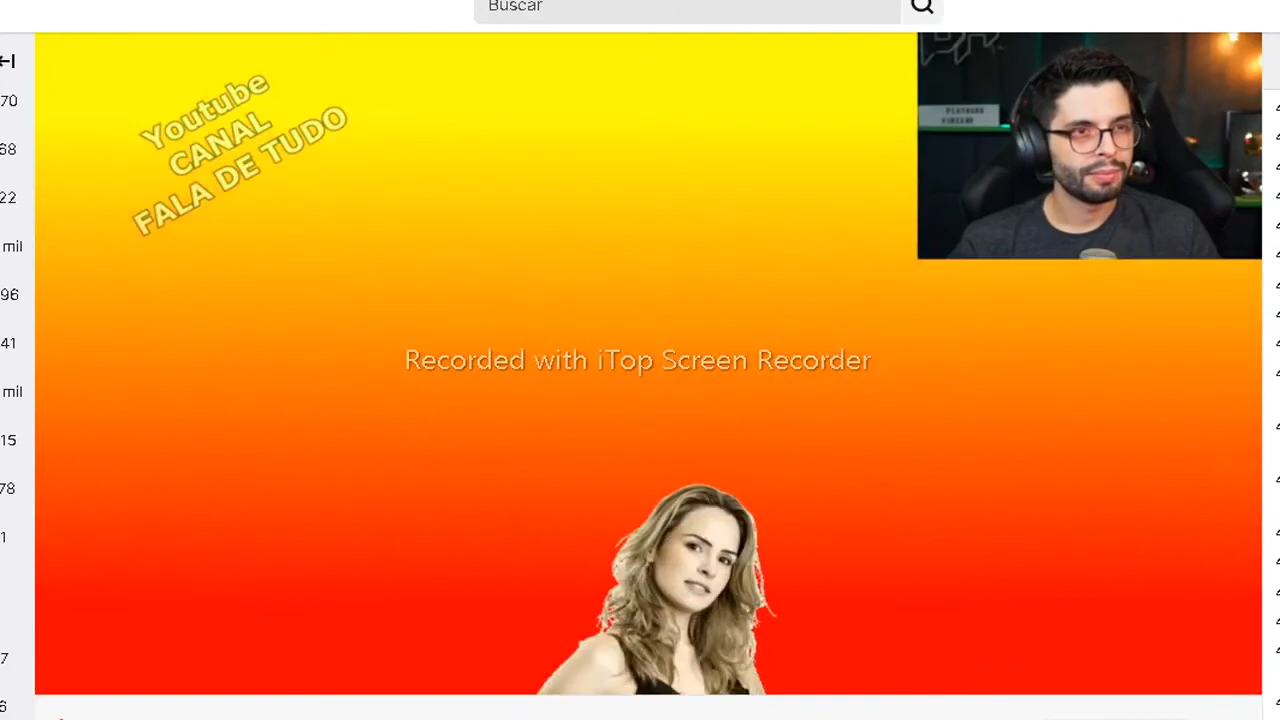 Buscar
70
68
22
mil
96
41
mil
15
78
1
7
6
Youtube
CANAL
FALA DE TUDO
Recorded with iTop Screen Recorder